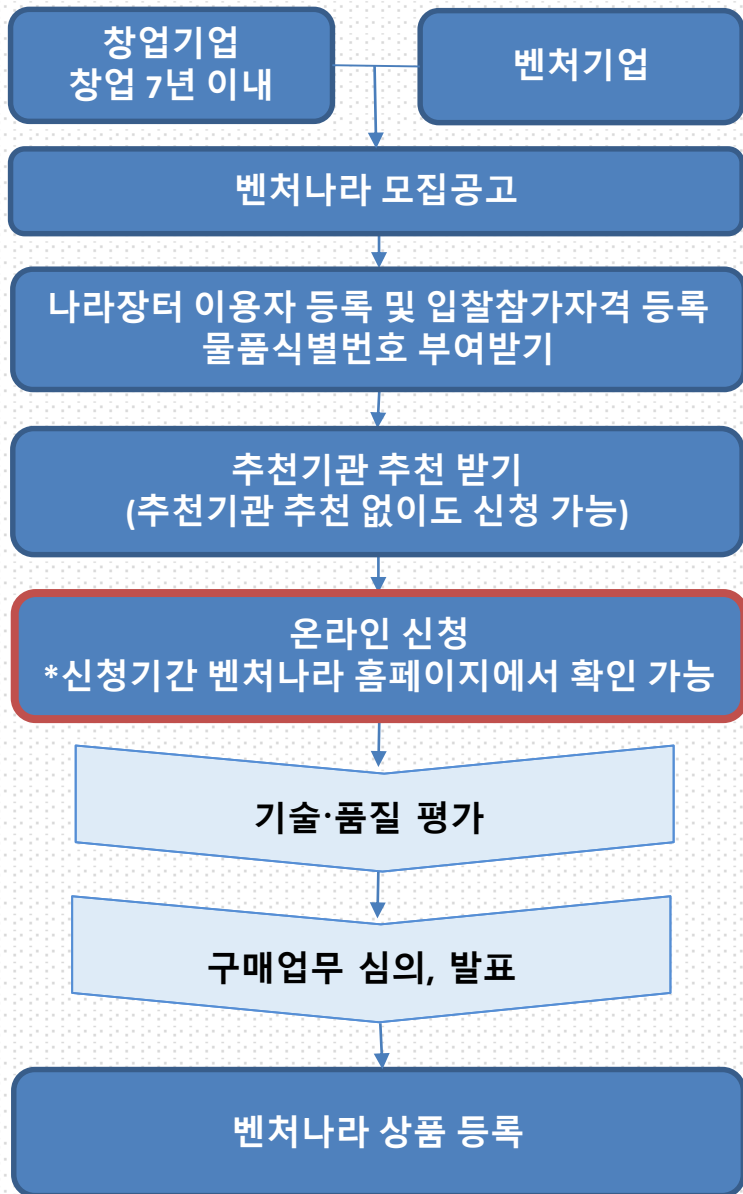 창업기업
창업 7년 이내
벤처기업
벤처나라 모집공고
나라장터 이용자 등록 및 입찰참가자격 등록
물품식별번호 부여받기
추천기관 추천 받기
(추천기관 추천 없이도 신청 가능)
온라인 신청
*신청기간 벤처나라 홈페이지에서 확인 가능
기술·품질 평가
구매업무 심의, 발표
벤처나라 상품 등록